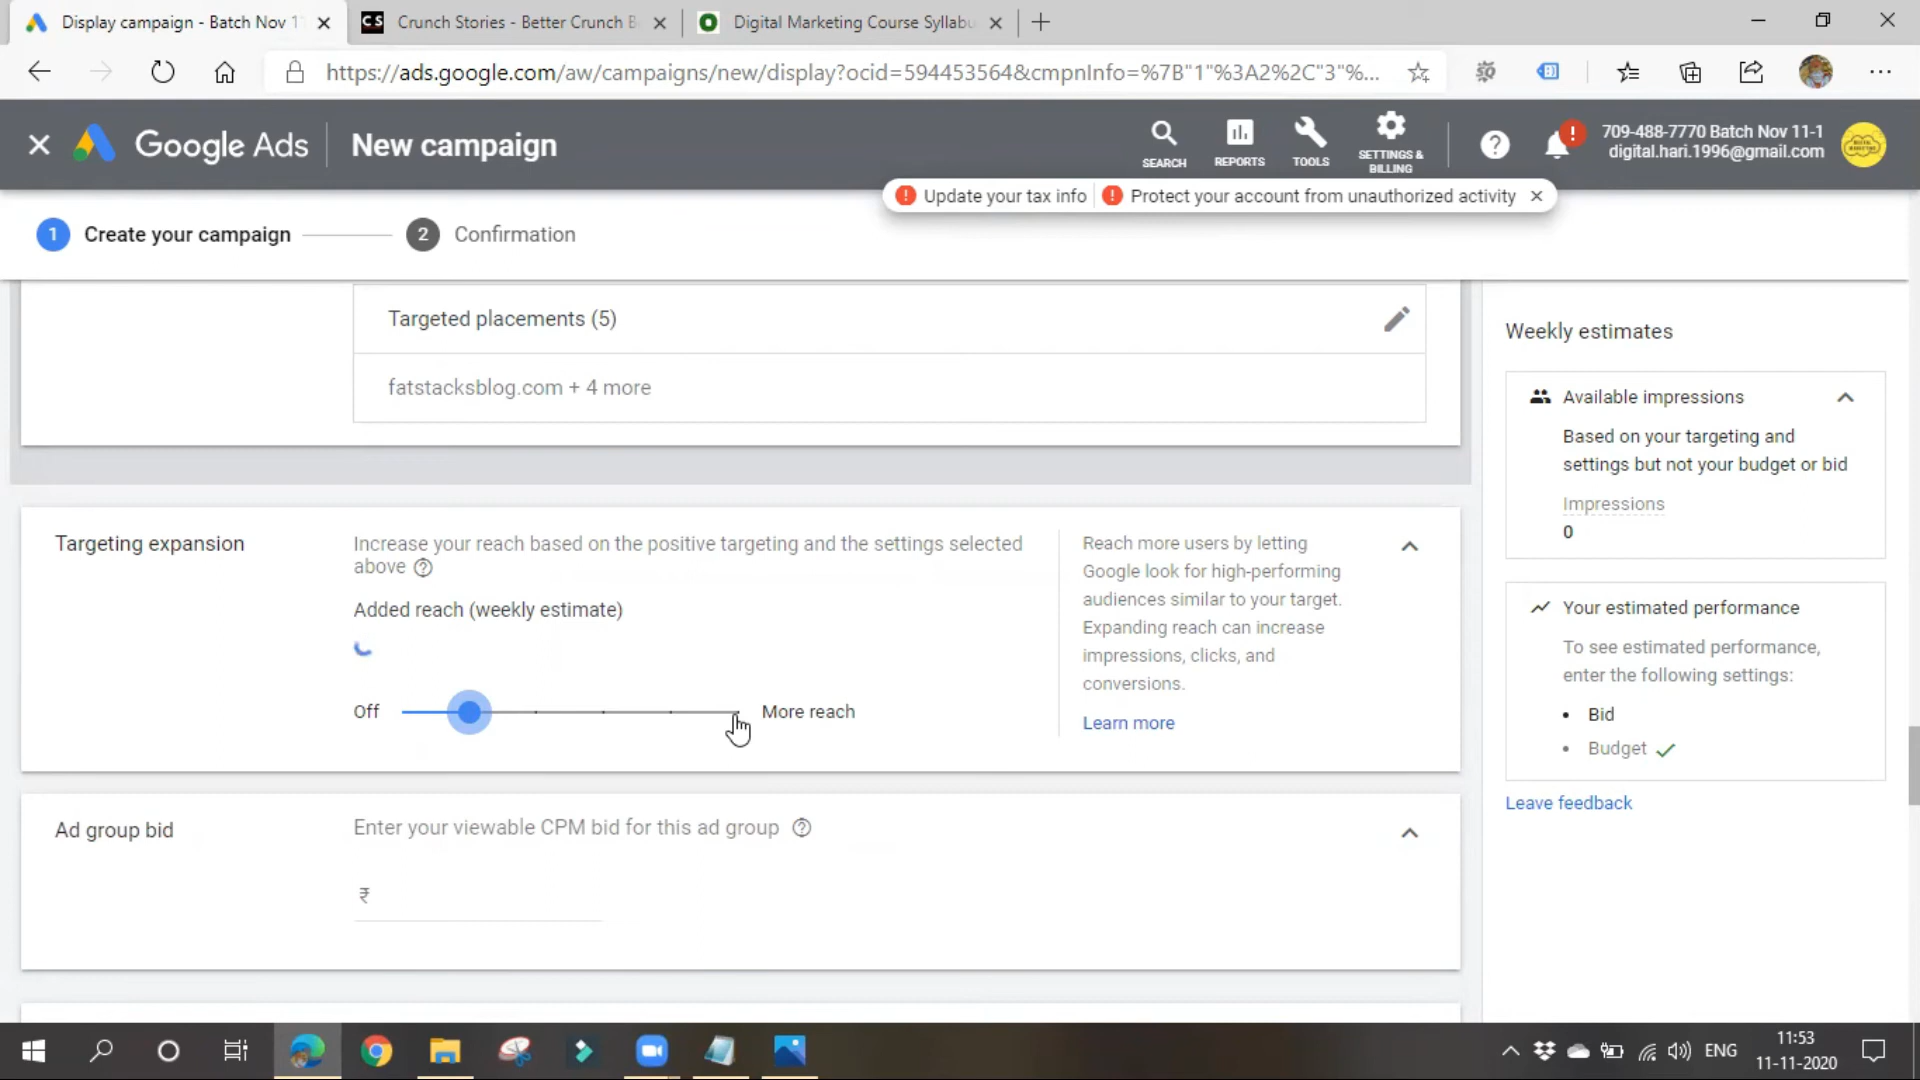 Display campaign - Batch Nov 11
Crunch Stories - Better Crunch B
Digital Marketing Course Syllabu
https://ads.google.com/aw/campaigns/new/display?ocid=594453564&cmpnInfo=%7B"1"%3A2%2C"3"%...
Google Ads
New campaign
SEARCH
REPORTS
TOOLS
SETTINGS &
BILLING
709-488-7770 Batch Nov 11-1
digital.hari.1996@gmail.com
Update your tax info
Protect your account from unauthorized activity
1 Create your campaign
2 Confirmation
Targeted placements (5)
fatstacksblog.com + 4 more
Targeting expansion
Increase your reach based on the positive targeting and the settings selected
above
Added reach (weekly estimate)
Off
More reach
Reach more users by letting
Google look for high-performing
audiences similar to your target.
Expanding reach can increase
impressions, clicks, and
conversions.
Learn more
Ad group bid
Enter your viewable CPM bid for this ad group
₹
Weekly estimates
Available impressions
Based on your targeting and
settings but not your budget or bid
Impressions
0
Your estimated performance
To see estimated performance,
enter the following settings:
• Bid
• Budget
Leave feedback
ENG
11:53
11-11-2020